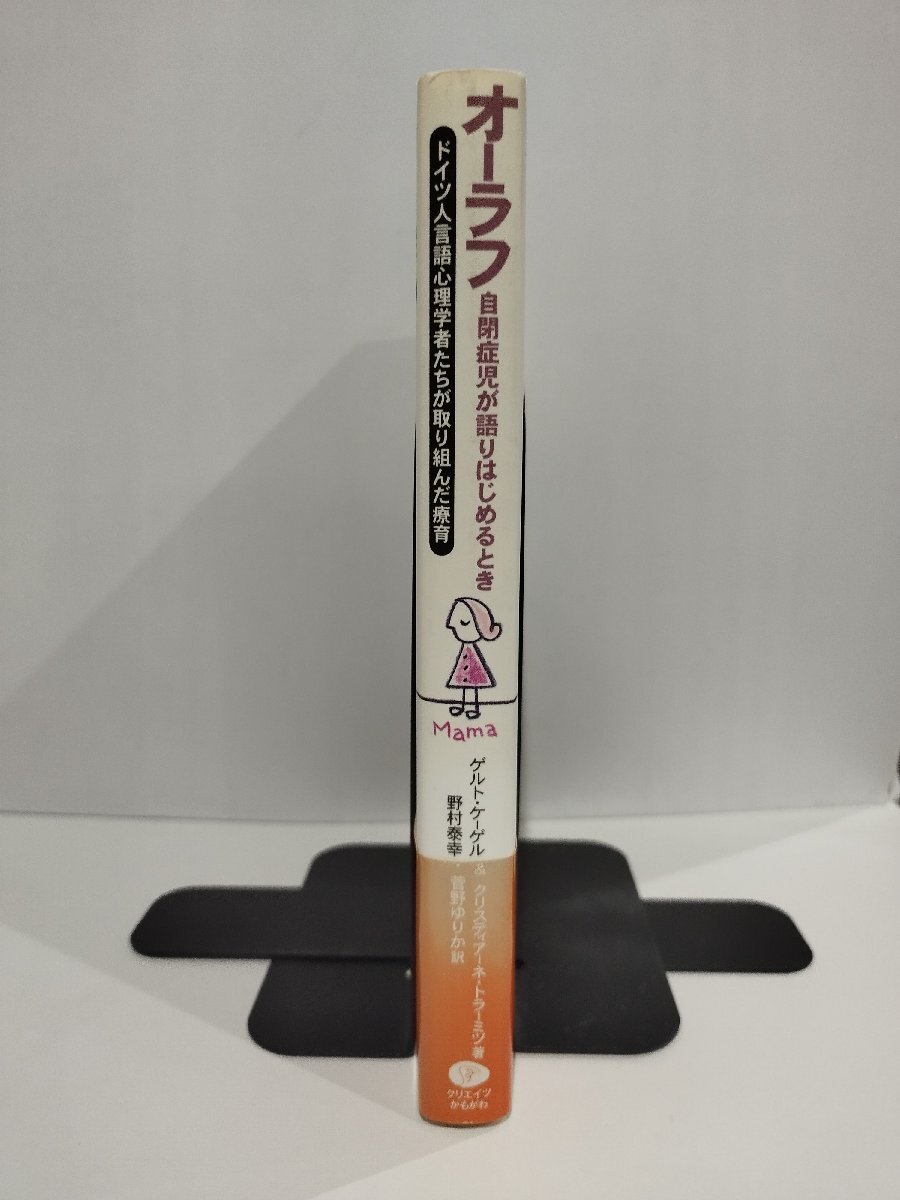 オーラフ
自閉症児が語りはじめるとき
ドイツ人言語心理学者たちが取り組んだ療育
Mama
ゲルト・ケーゲル & クリスティアーネ・トラーミツ 著
野村泰幸・菅野ゆりか 訳
クリエイツ
かもがわ